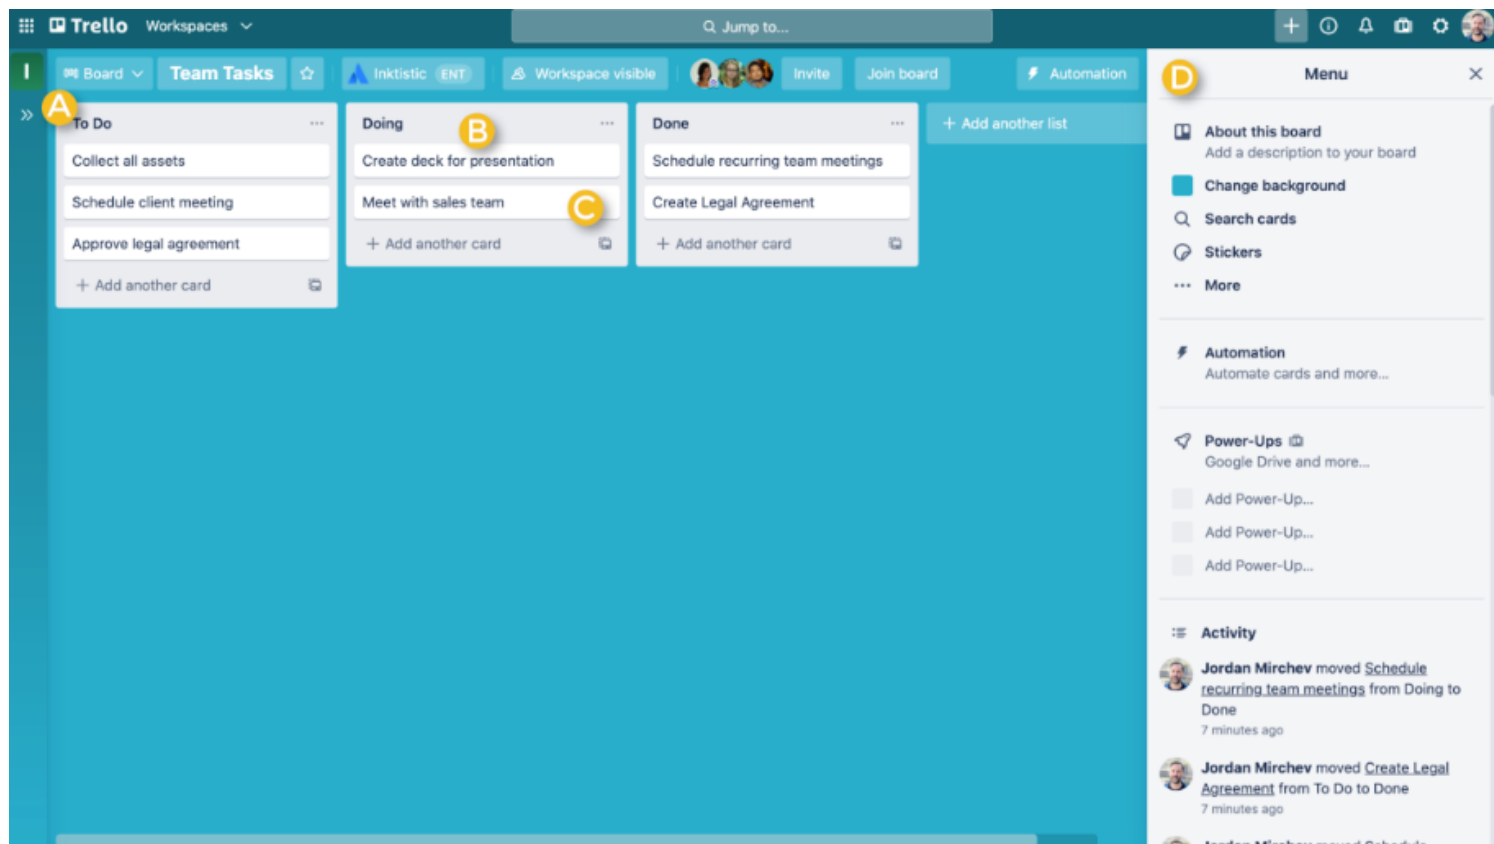 Trello Workspaces
Jump to...
I
Board Team Tasks Inktistic ENT Workspace visible Invite Join board Automation
A
To Do
Collect all assets
Schedule client meeting
Approve legal agreement
+ Add another card
Doing
B
Create deck for presentation
Meet with sales team
C
+ Add another card
Done
Schedule recurring team meetings
Create Legal Agreement
+ Add another card
+ Add another list
D
Menu
About this board
Add a description to your board
Change background
Search cards
Stickers
More
Automation
Automate cards and more...
Power-Ups
Google Drive and more...
Add Power-Up...
Add Power-Up...
Add Power-Up...
Activity
Jordan Mirchev moved Schedule
recurring team meetings from Doing to
Done
7 minutes ago
Jordan Mirchev moved Create Legal
Agreement from To Do to Done
7 minutes ago
Jordan Mirchev moved Schedule